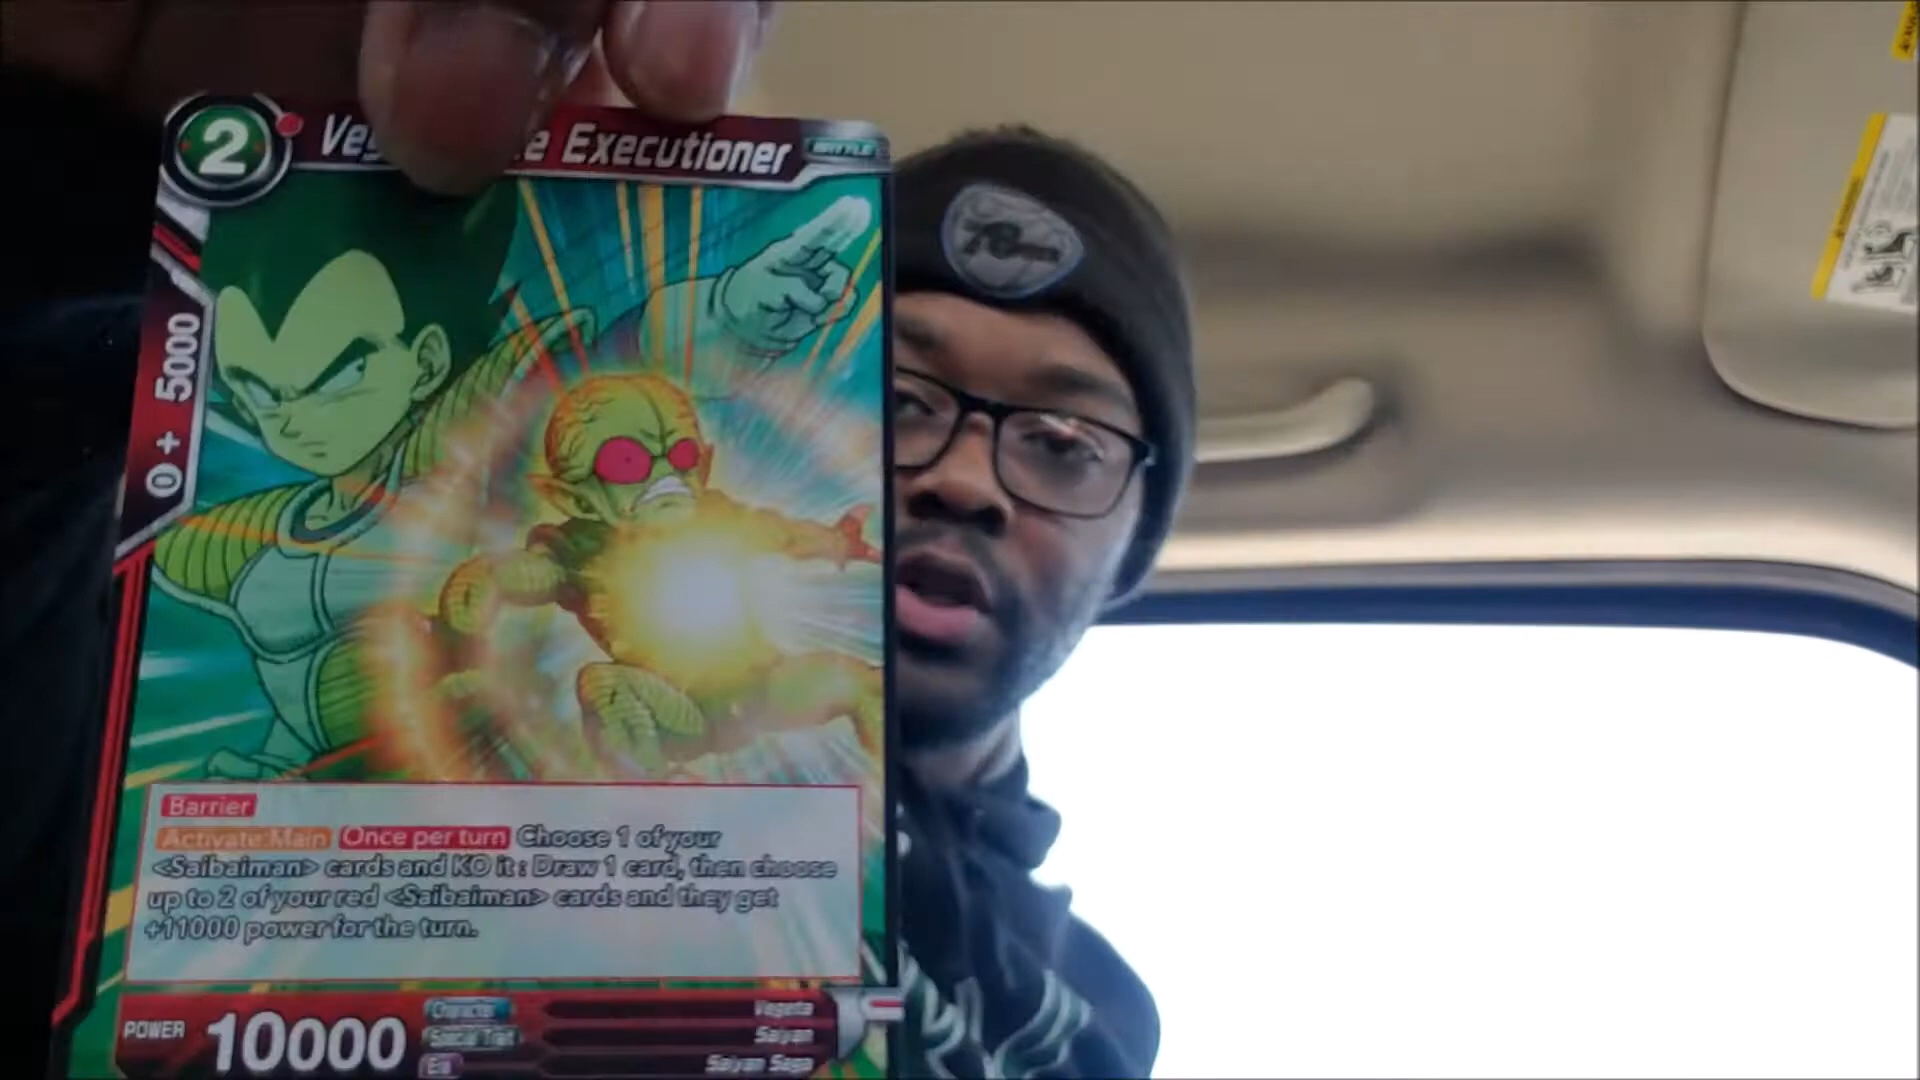 2
Executioner
BATTLE
0 + 5000
Barrier
Activate:Main Once per turn Choose 1 of your
<Saibaiman> cards and KO it : Draw 1 card, then choose
up to 2 of your red <Saibaiman> cards and they get
+11000 power for the turn.
POWER 10000
Character Vegeta
Special Trait Saiyan
Era Saiyan Saga